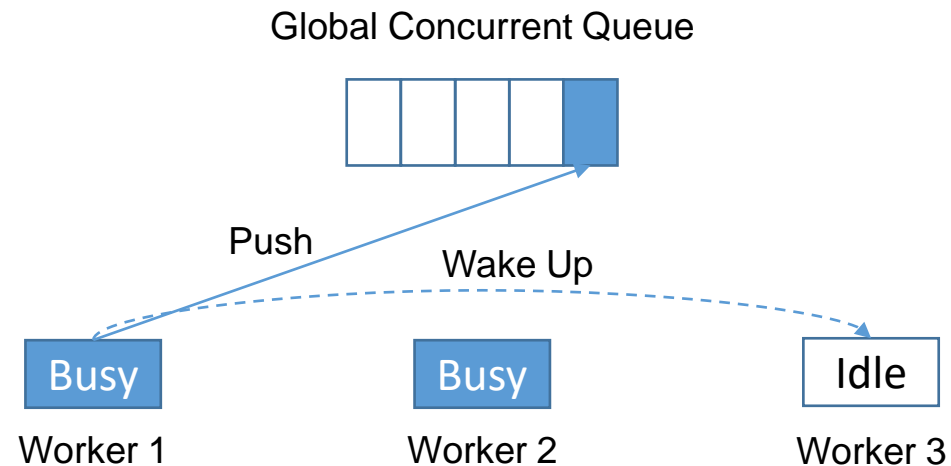 Global Concurrent Queue
Push
Wake Up
Busy
Busy
Idle
Worker 1
Worker 2
Worker 3